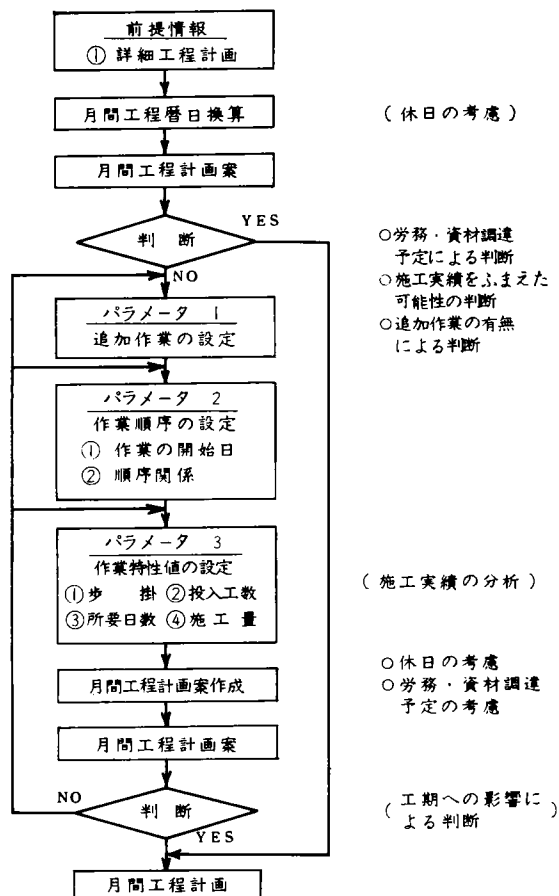 前提情報
① 詳細工程計画
月間工程暦日換算
(休日の考慮)
月間工程計画案
判断
YES
NO
○労務・資材調達
予定による判断
○施工実績をふまえた
可能性の判断
○追加作業の有無
による判断
パラメータ 1
追加作業の設定
パラメータ 2
作業順序の設定
① 作業の開始日
② 順序関係
パラメータ 3
作業特性値の設定
①歩 掛 ②投入工数
③所要日数 ④施工量
(施工実績の分析)
月間工程計画案作成
○休日の考慮
○労務・資材調達
予定の考慮
月間工程計画案
NO
判断
YES
(工期への影響に
よる判断)
月間工程計画